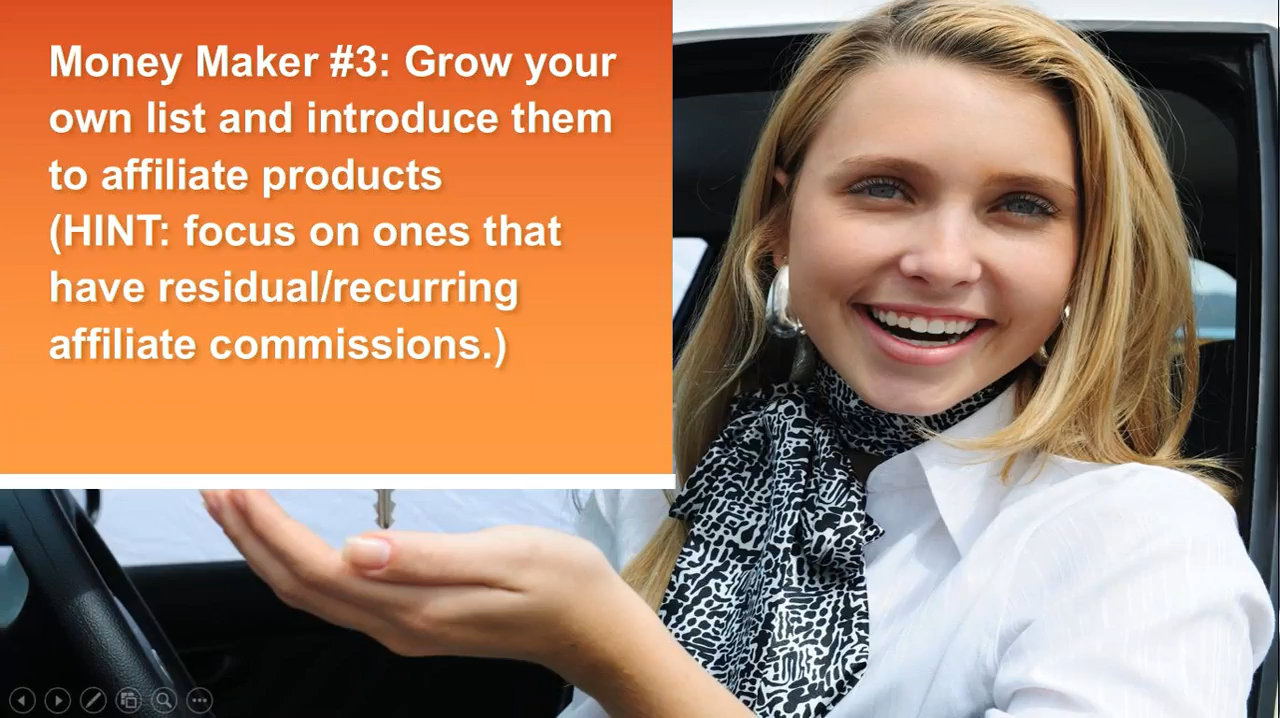 Money Maker #3: Grow your
own list and introduce them
to affiliate products
(HINT: focus on ones that
have residual/recurring
affiliate commissions.)